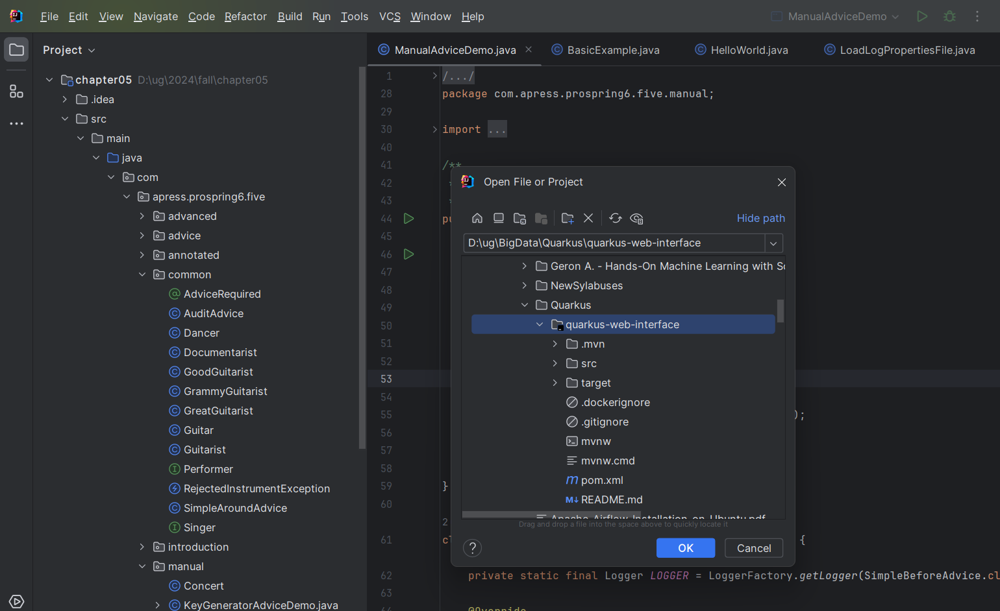 File Edit View Navigate Code Refactor Build Run Tools VCS Window Help
ManualAdviceDemo
Project
ManualAdviceDemo.java
BasicExample.java
HelloWorld.java
LoadLogPropertiesFile.java
chapter05 D:\ug\2024\fall\chapter05
.idea
src
main
java
com
apress.prospring6.five
advanced
advice
annotated
common
AdviceRequired
AuditAdvice
Dancer
Documentarist
GoodGuitarist
GrammyGuitarist
GreatGuitarist
Guitar
Guitarist
Performer
RejectedInstrumentException
SimpleAroundAdvice
Singer
introduction
manual
Concert
KeyGeneratorAdviceDemo.java
1 /.../
28 package com.apress.prospring6.five.manual;
29
30 import ...
40
41 /**
42 *
43 *
44 pu
45
46
47
48
49
50
51
52
53
54
55 );
56
57
58
59 }
60
2
61 cl {
62 private static final Logger LOGGER = LoggerFactory.getLogger(SimpleBeforeAdvice.cl
63
64 @Override
Open File or Project
Hide path
D:\ug\BigData\Quarkus\quarkus-web-interface
Geron A. - Hands-On Machine Learning with Sc
NewSylabuses
Quarkus
quarkus-web-interface
.mvn
src
target
.dockerignore
.gitignore
mvnw
mvnw.cmd
pom.xml
README.md
Apache-Airflow-Installation-on-Ubuntu.pdf
Drag and drop a file into the space above to quickly locate it
? OK Cancel